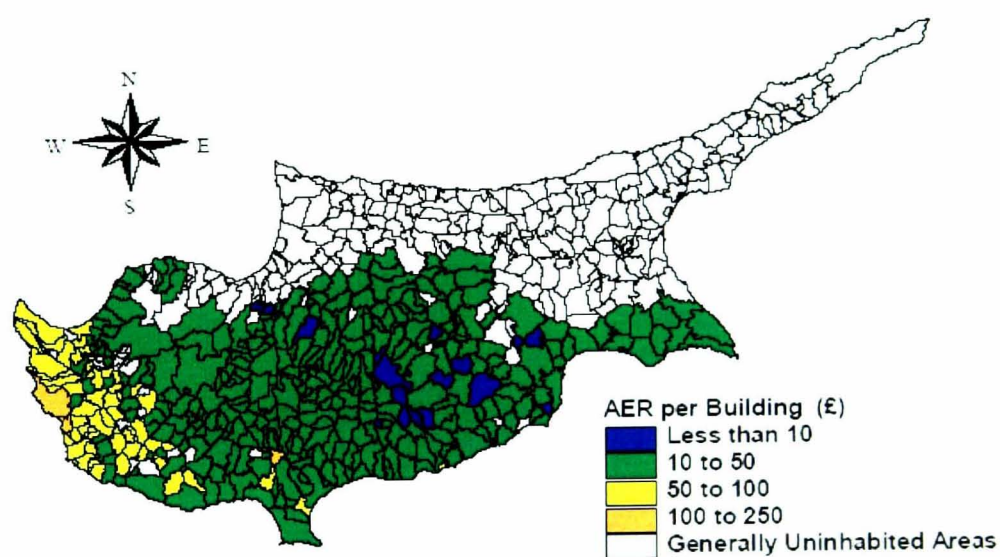 N
W E
S
AER per Building (£)
Less than 10
10 to 50
50 to 100
100 to 250
Generally Uninhabited Areas